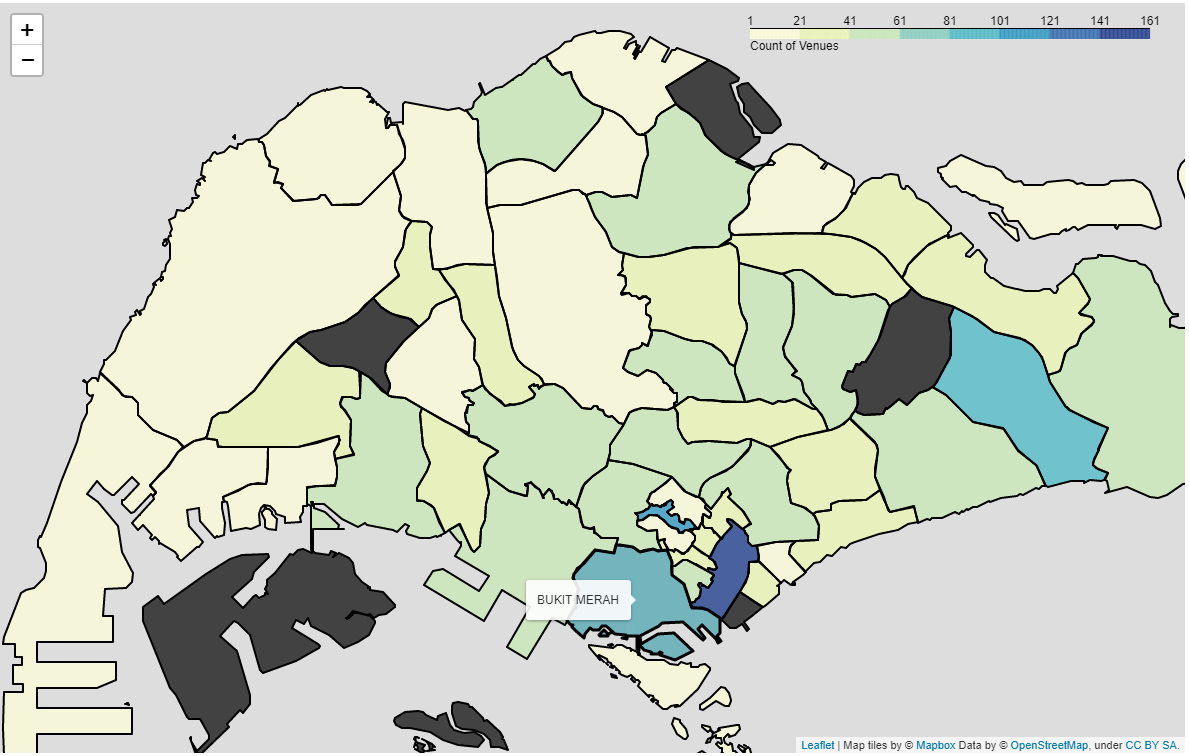 +
−
1 21 41 61 81 101 121 141 161
Count of Venues
BUKIT MERAH
Leaflet | Map tiles by © Mapbox Data by © OpenStreetMap, under CC BY SA.